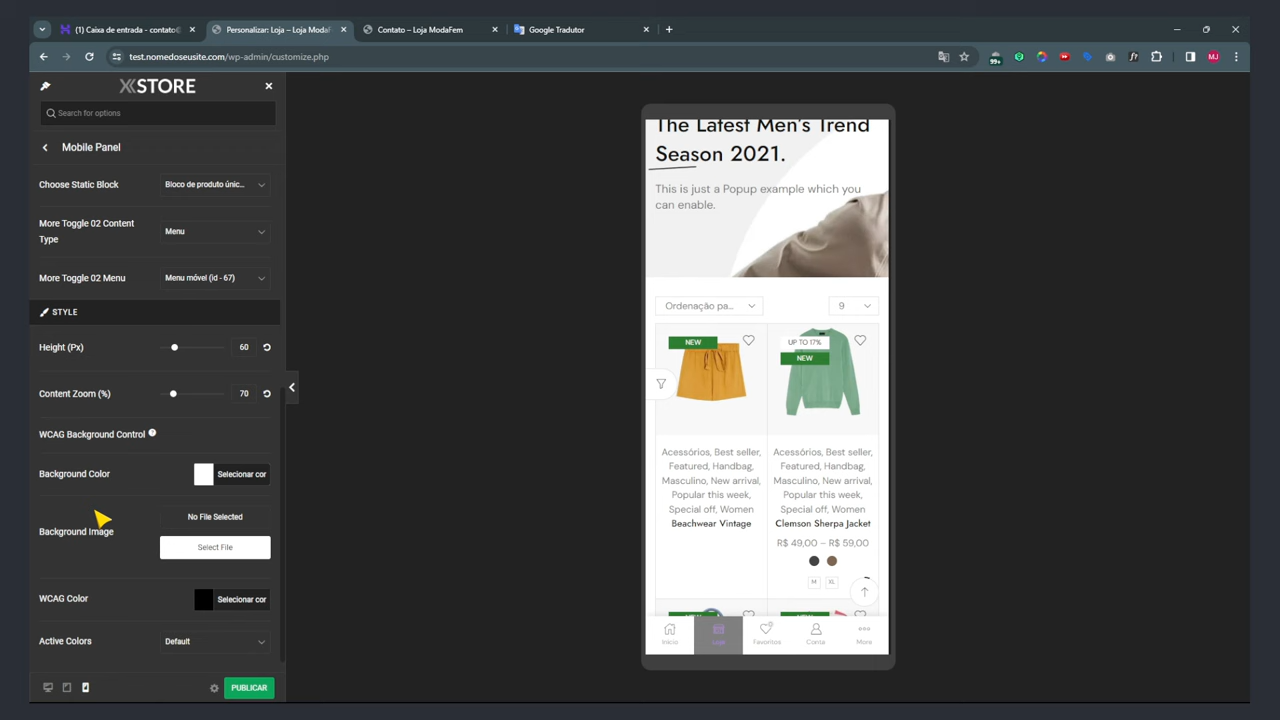 (1) Caixa de entrada - contato@
Personalizar: Loja – Loja ModaF
Contato – Loja ModaFem
Google Tradutor
test.nomedoseusite.com/wp-admin/customize.php
99+
MJ
XSTORE
Search for options
Mobile Panel
Choose Static Block
Bloco de produto únic...
More Toggle 02 Content
Type
Menu
More Toggle 02 Menu
Menu móvel (id - 67)
STYLE
Height (Px)
60
Content Zoom (%)
70
WCAG Background Control
Background Color
Selecionar cor
Background Image
No File Selected
Select File
WCAG Color
Selecionar cor
Active Colors
Default
PUBLICAR
The Latest Men's Trend
Season 2021.
This is just a Popup example which you
can enable.
Ordenação pa...
9
NEW
UP TO 17%
NEW
Acessórios, Best seller,
Featured, Handbag,
Masculino, New arrival,
Popular this week,
Special off, Women
Beachwear Vintage
Acessórios, Best seller,
Featured, Handbag,
Masculino, New arrival,
Popular this week,
Special off, Women
Clemson Sherpa Jacket
R$ 49,00 – R$ 59,00
M
XL
Início
Loja
Favoritos
Conta
More